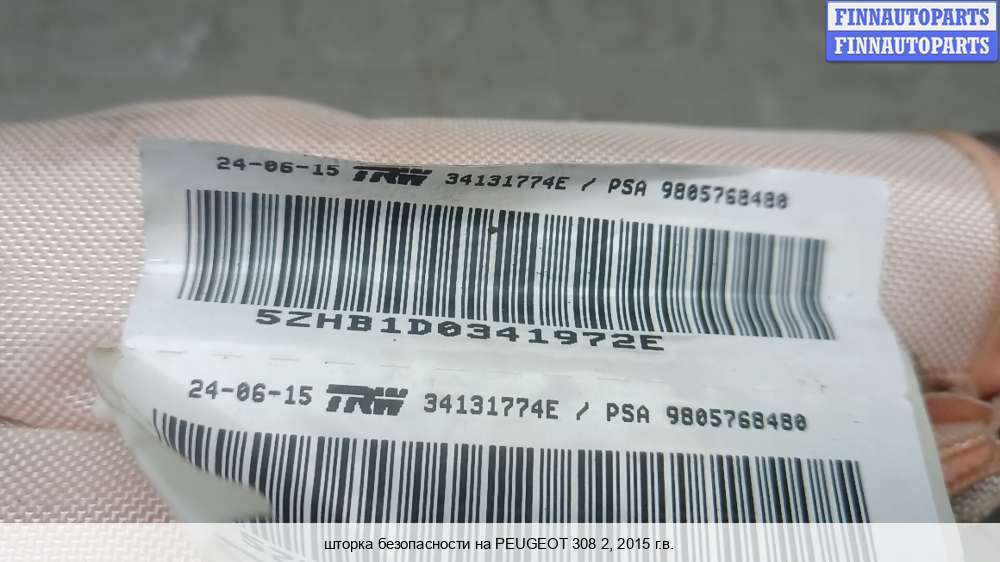 FINNAUTOPARTS
FINNAUTOPARTS
24-06-15 TRW 34131774E / PSA 9805768480
5ZHB1D0341972E
24-06-15 TRW 34131774E / PSA 9805768480
шторка безопасности на PEUGEOT 308 2, 2015 г.в.